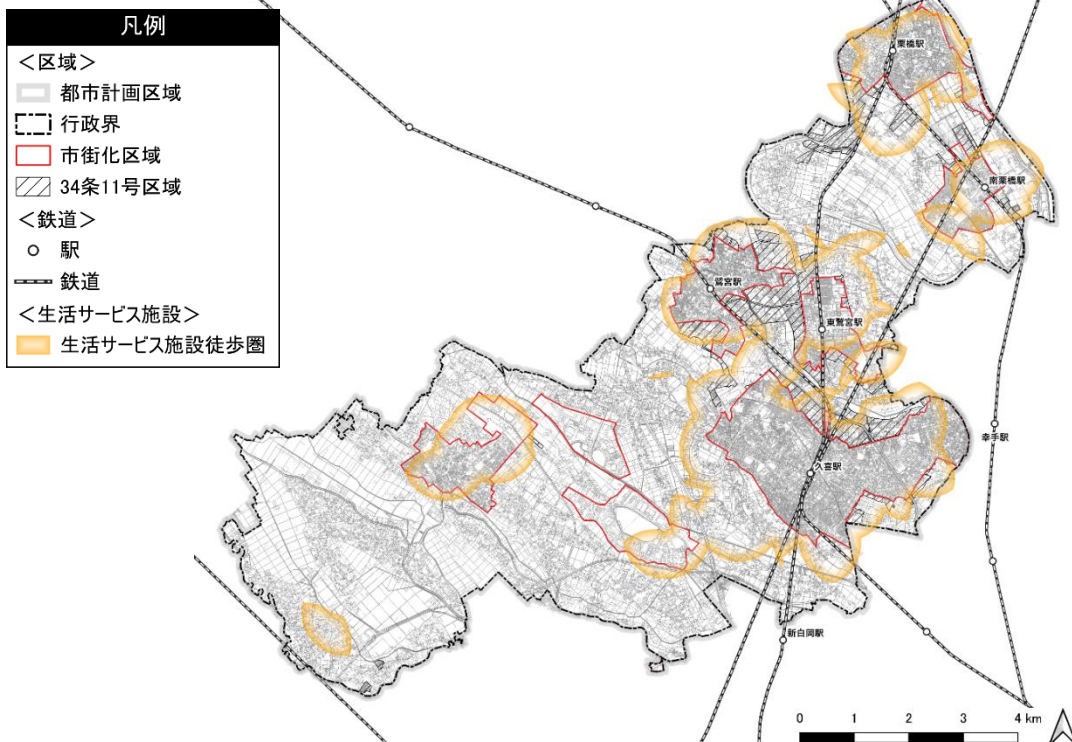 凡例
＜区域＞
都市計画区域
行政界
市街化区域
34条11号区域
＜鉄道＞
駅
鉄道
＜生活サービス施設＞
生活サービス施設徒歩圏
栗橋駅
南栗橋駅
鷲宮駅
東鷲宮駅
幸手駅
久喜駅
新白岡駅
0 1 2 3 4 km